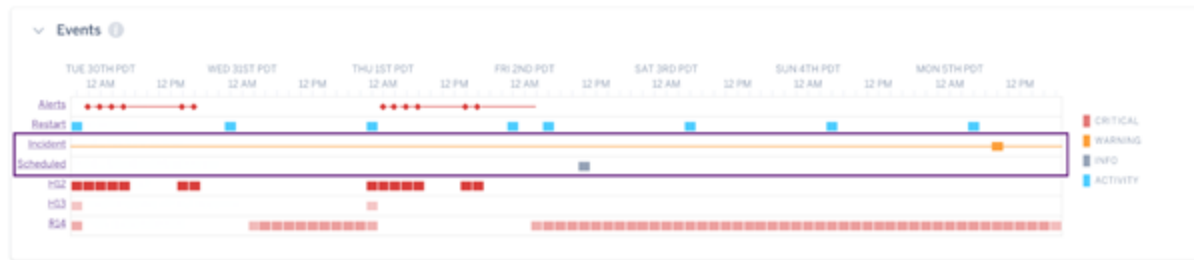 Events i
TUE 30TH PDT WED 31ST PDT THU 1ST PDT FRI 2ND PDT SAT 3RD PDT SUN 4TH PDT MON 5TH PDT
12 AM 12 PM 12 AM 12 PM 12 AM 12 PM 12 AM 12 PM 12 AM 12 PM 12 AM 12 PM 12 AM 12 PM
Alerts
Restart
Incident
Scheduled
H12
H13
R14
CRITICAL
WARNING
INFO
ACTIVITY